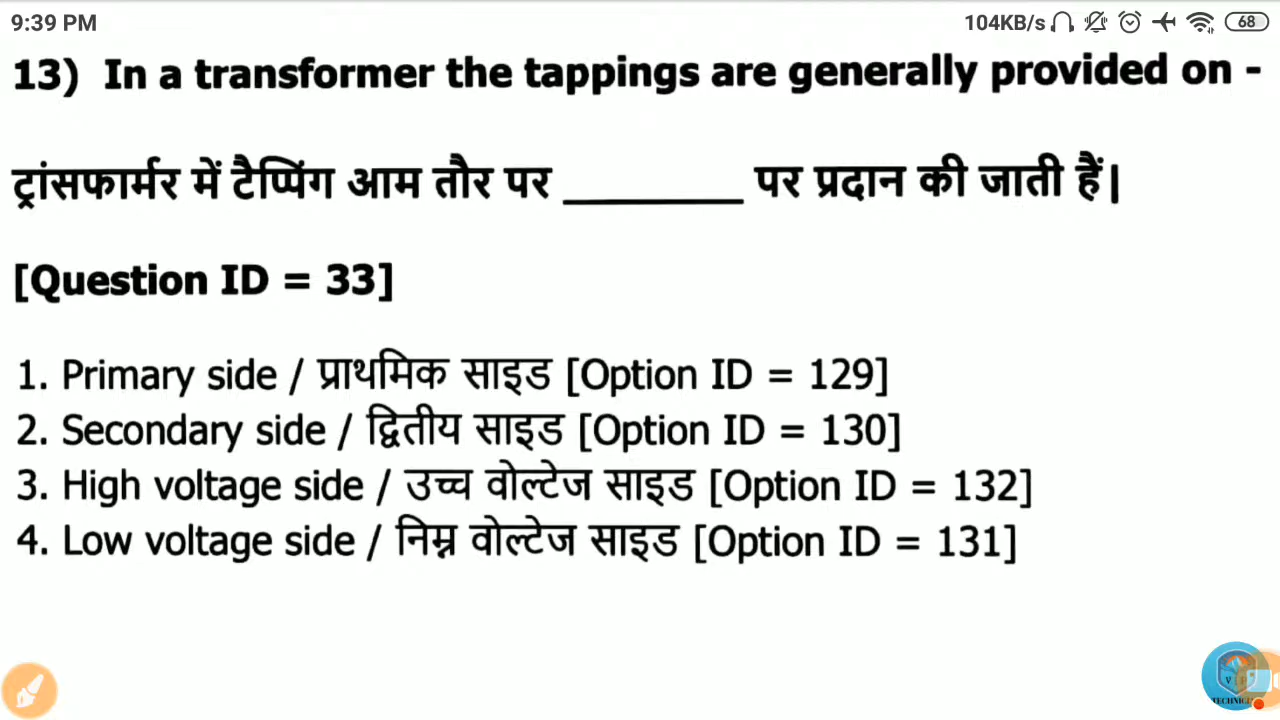 9:39 PM
104KB/s 68
13) In a transformer the tappings are generally provided on -
ट्रांसफार्मर में टैप्पिंग आम तौर पर ________ पर प्रदान की जाती हैं|
[Question ID = 33]
1. Primary side / प्राथमिक साइड [Option ID = 129]
2. Secondary side / द्वितीय साइड [Option ID = 130]
3. High voltage side / उच्च वोल्टेज साइड [Option ID = 132]
4. Low voltage side / निम्न वोल्टेज साइड [Option ID = 131]